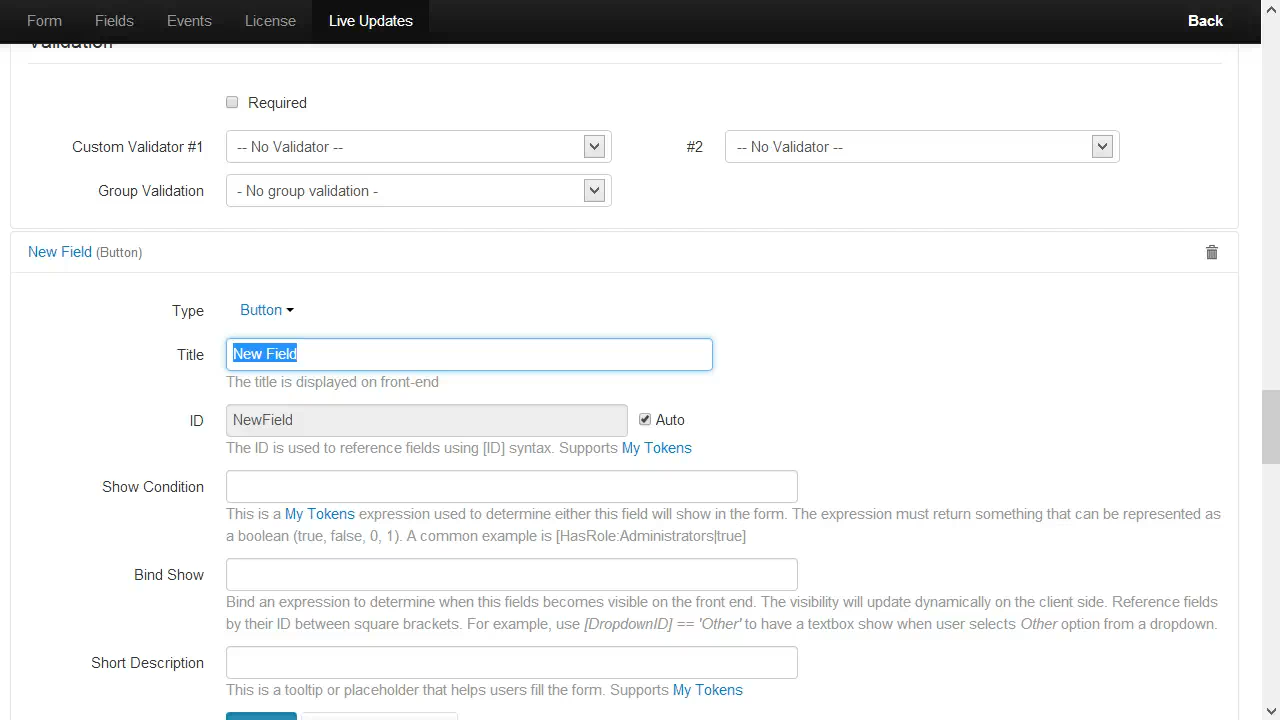 Form Fields Events License Live Updates Back
Validation
Required
Custom Validator #1 -- No Validator -- #2 -- No Validator --
Group Validation - No group validation -
New Field (Button)
Type Button
Title New Field
The title is displayed on front-end
ID NewField Auto
The ID is used to reference fields using [ID] syntax. Supports My Tokens
Show Condition
This is a My Tokens expression used to determine either this field will show in the form. The expression must return something that can be represented as
a boolean (true, false, 0, 1). A common example is [HasRole:Administrators|true]
Bind Show
Bind an expression to determine when this fields becomes visible on the front end. The visibility will update dynamically on the client side. Reference fields
by their ID between square brackets. For example, use [DropdownID] == 'Other' to have a textbox show when user selects Other option from a dropdown.
Short Description
This is a tooltip or placeholder that helps users fill the form. Supports My Tokens